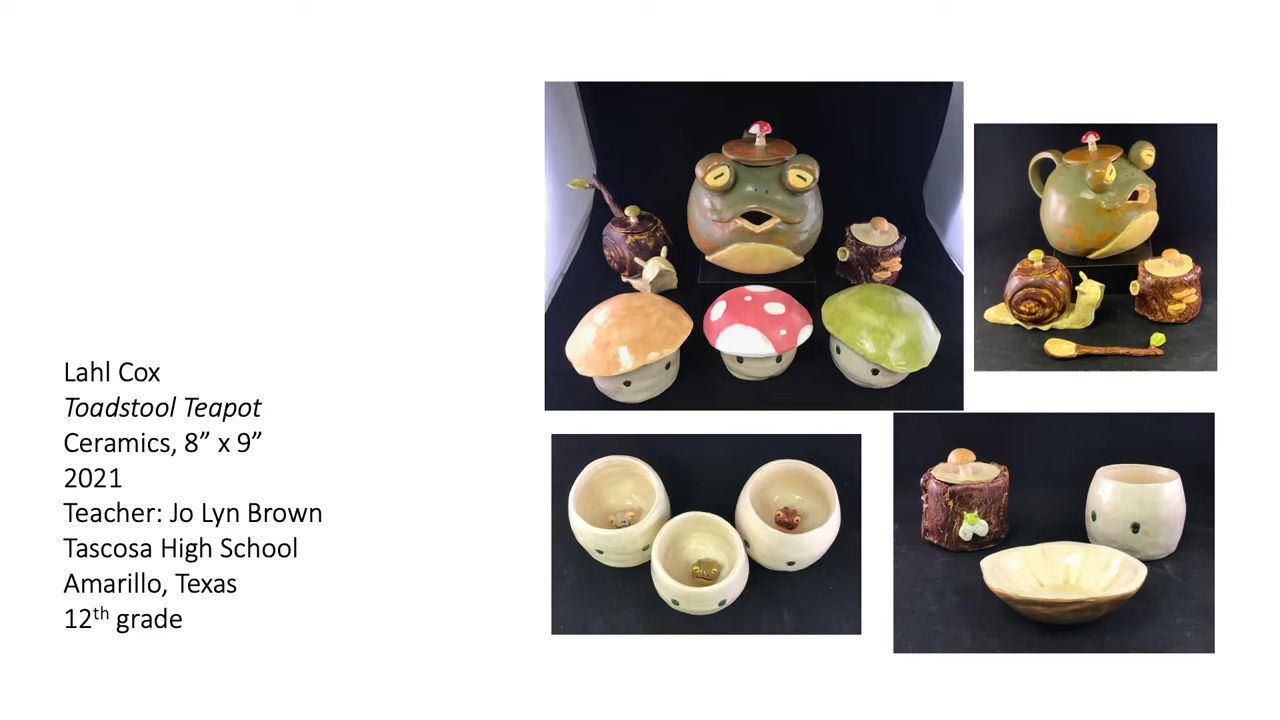 Lahl Cox
Toadstool Teapot
Ceramics, 8” x 9”
2021
Teacher: Jo Lyn Brown
Tascosa High School
Amarillo, Texas
12th grade